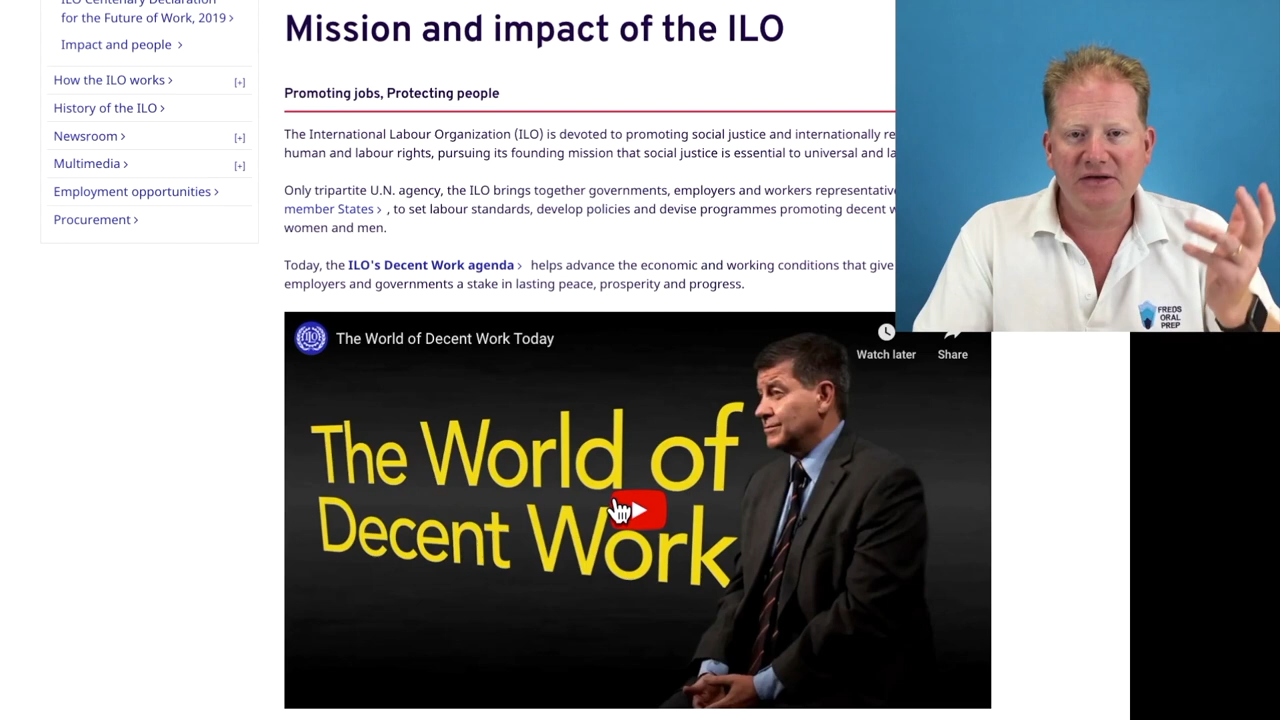 ILO Centenary Declaration
for the Future of Work, 2019 ›
Impact and people ›
How the ILO works › [+]
History of the ILO ›
Newsroom › [+]
Multimedia › [+]
Employment opportunities ›
Procurement ›
Mission and impact of the ILO
Promoting jobs, Protecting people
The International Labour Organization (ILO) is devoted to promoting social justice and internationally re
human and labour rights, pursuing its founding mission that social justice is essential to universal and la
Only tripartite U.N. agency, the ILO brings together governments, employers and workers representativ
member States › , to set labour standards, develop policies and devise programmes promoting decent w
women and men.
Today, the ILO's Decent Work agenda › helps advance the economic and working conditions that give
employers and governments a stake in lasting peace, prosperity and progress.
The World of Decent Work Today
Watch later
Share
The World of
Decent Work
FREDS
ORAL
PREP